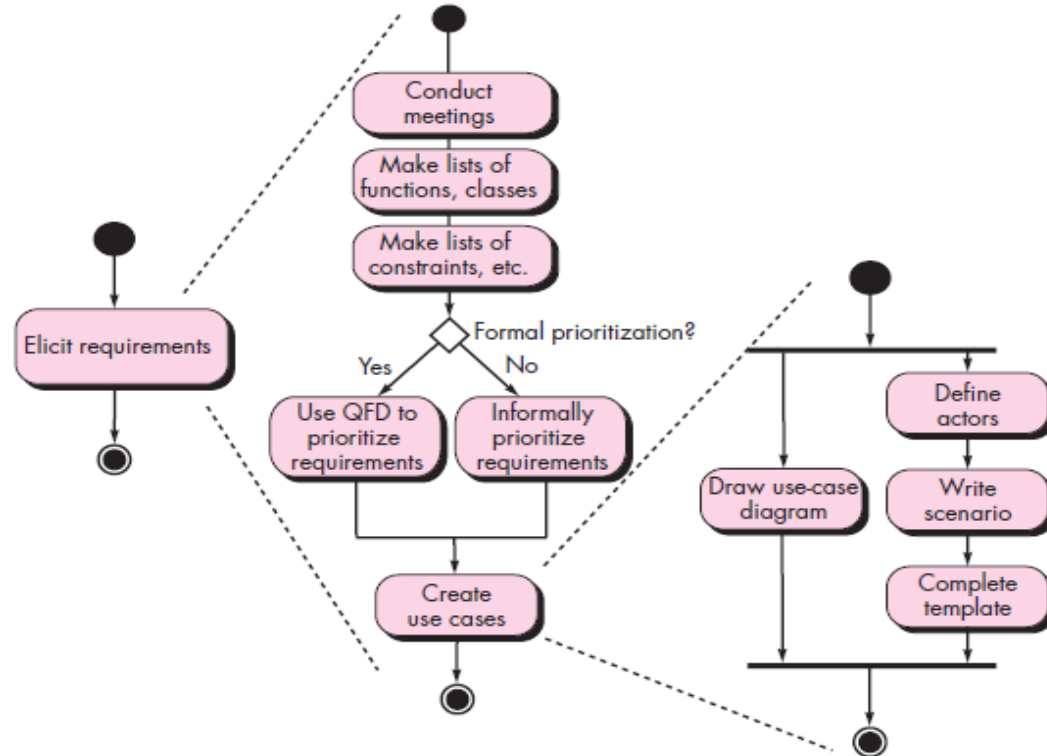 Conduct
meetings
Make lists of
functions, classes
Make lists of
constraints, etc.
Elicit requirements
Formal prioritization?
Yes
No
Use QFD to
prioritize
requirements
Informally
prioritize
requirements
Create
use cases
Define
actors
Draw use-case
diagram
Write
scenario
Complete
template